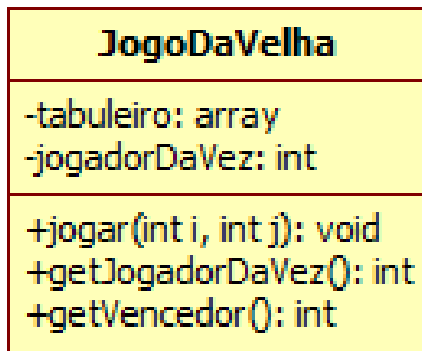 JogoDaVelha
-tabuleiro: array
-jogadorDaVez: int
+jogar(int i, int j): void
+getJogadorDaVez(): int
+getVencedor(): int